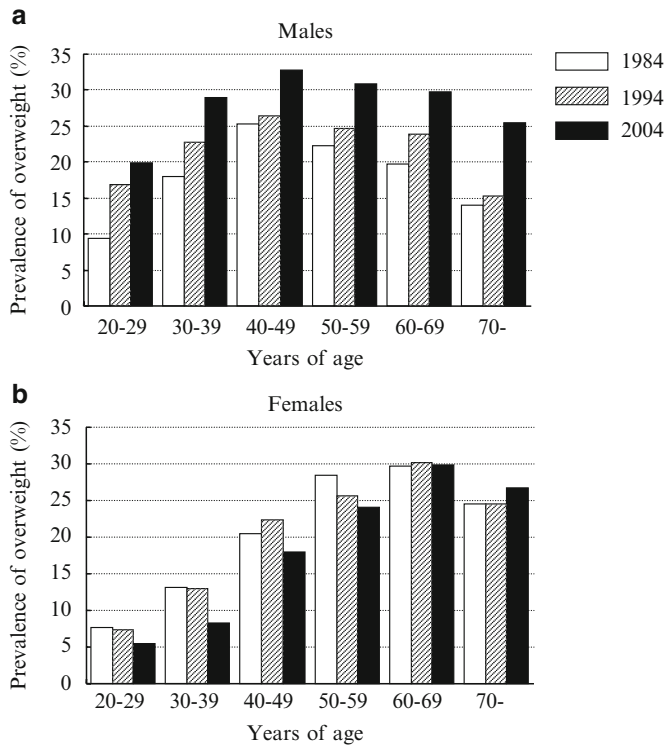 a
Males
Prevalence of overweight (%)
35
30
25
20
15
10
5
0
20-29 30-39 40-49 50-59 60-69 70-
Years of age
1984
1994
2004
b
Females
Prevalence of overweight (%)
35
30
25
20
15
10
5
0
20-29 30-39 40-49 50-59 60-69 70-
Years of age